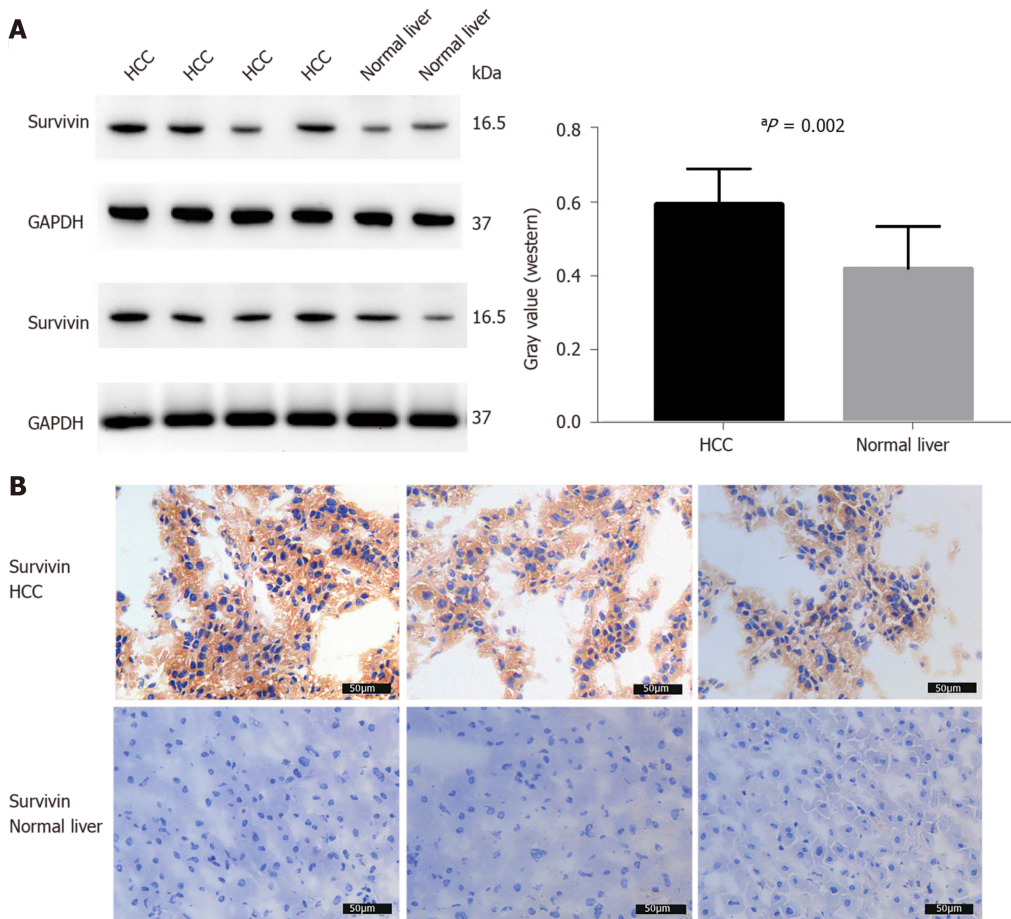 A
HCC
HCC
HCC
HCC
Normal liver
Normal liver
kDa
Survivin
16.5
GAPDH
37
Survivin
16.5
GAPDH
37
ᵃP = 0.002
Gray value (western)
0.8
0.6
0.4
0.2
0.0
HCC
Normal liver
B
Survivin
HCC
50μm
50μm
50μm
Survivin
Normal liver
50μm
50μm
50μm